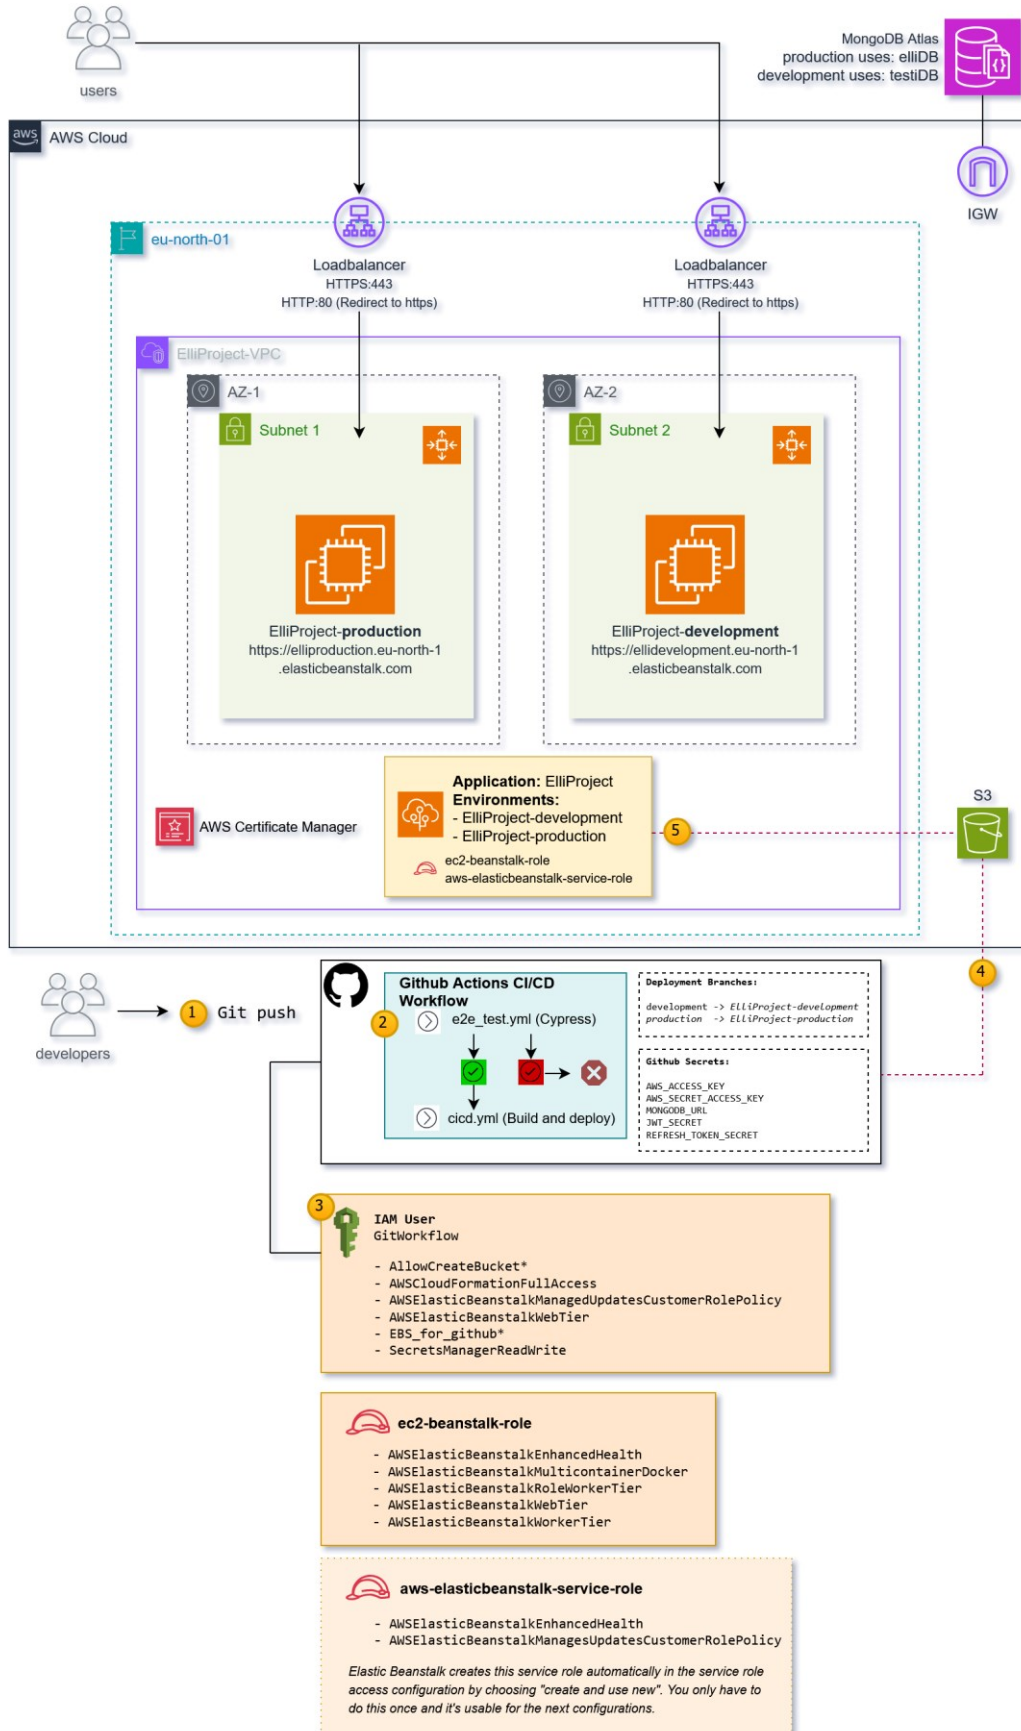 users
MongoDB Atlas
production uses: elliDB
development uses: testiDB
aws
AWS Cloud
IGW
eu-north-01
Loadbalancer
HTTPS:443
HTTP:80 (Redirect to https)
Loadbalancer
HTTPS:443
HTTP:80 (Redirect to https)
ElliProject-VPC
AZ-1
Subnet 1
ElliProject-production
https://elliproduction.eu-north-1
.elasticbeanstalk.com
AZ-2
Subnet 2
ElliProject-development
https://ellidevelopment.eu-north-1
.elasticbeanstalk.com
AWS Certificate Manager
Application: ElliProject
Environments:
- ElliProject-development
- ElliProject-production
ec2-beanstalk-role
aws-elasticbeanstalk-service-role
5
S3
4
developers
1 Git push
Github Actions CI/CD
Workflow
2
e2e_test.yml (Cypress)
cicd.yml (Build and deploy)
Deployment Branches:
development -> ElliProject-development
production -> ElliProject-production
Github Secrets:
AWS_ACCESS_KEY
AWS_SECRET_ACCESS_KEY
MONGODB_URL
JWT_SECRET
REFRESH_TOKEN_SECRET
3
IAM User
GitWorkflow
- AllowCreateBucket*
- AWSCloudFormationFullAccess
- AWSElasticBeanstalkManagedUpdatesCustomerRolePolicy
- AWSElasticBeanstalkWebTier
- EBS_for_github*
- SecretsManagerReadWrite
ec2-beanstalk-role
- AWSElasticBeanstalkEnhancedHealth
- AWSElasticBeanstalkMulticontainerDocker
- AWSElasticBeanstalkRoleWorkerTier
- AWSElasticBeanstalkWebTier
- AWSElasticBeanstalkWorkerTier
aws-elasticbeanstalk-service-role
- AWSElasticBeanstalkEnhancedHealth
- AWSElasticBeanstalkManagesUpdatesCustomerRolePolicy
Elastic Beanstalk creates this service role automatically in the service role
access configuration by choosing "create and use new". You only have to
do this once and it's usable for the next configurations.